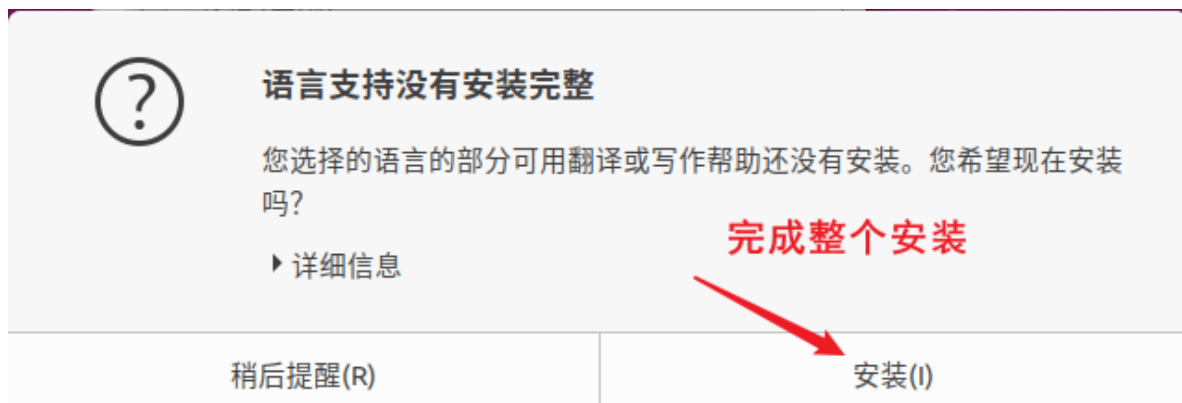 语言支持没有安装完整
您选择的语言的部分可用翻译或写作帮助还没有安装。您希望现在安装
吗?
完成整个安装
详细信息
稍后提醒(R)
安装(I)